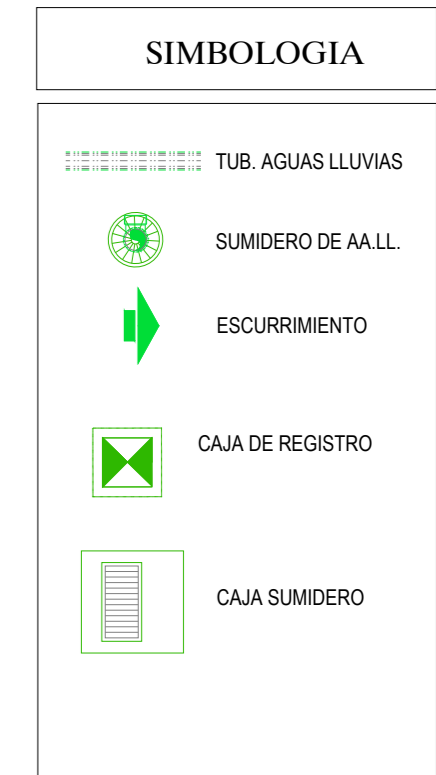 SIMBOLOGIA
TUB. AGUAS LLUVIAS
SUMIDERO DE AA.LL.
ESCURRIMIENTO
CAJA DE REGISTRO
CAJA SUMIDERO